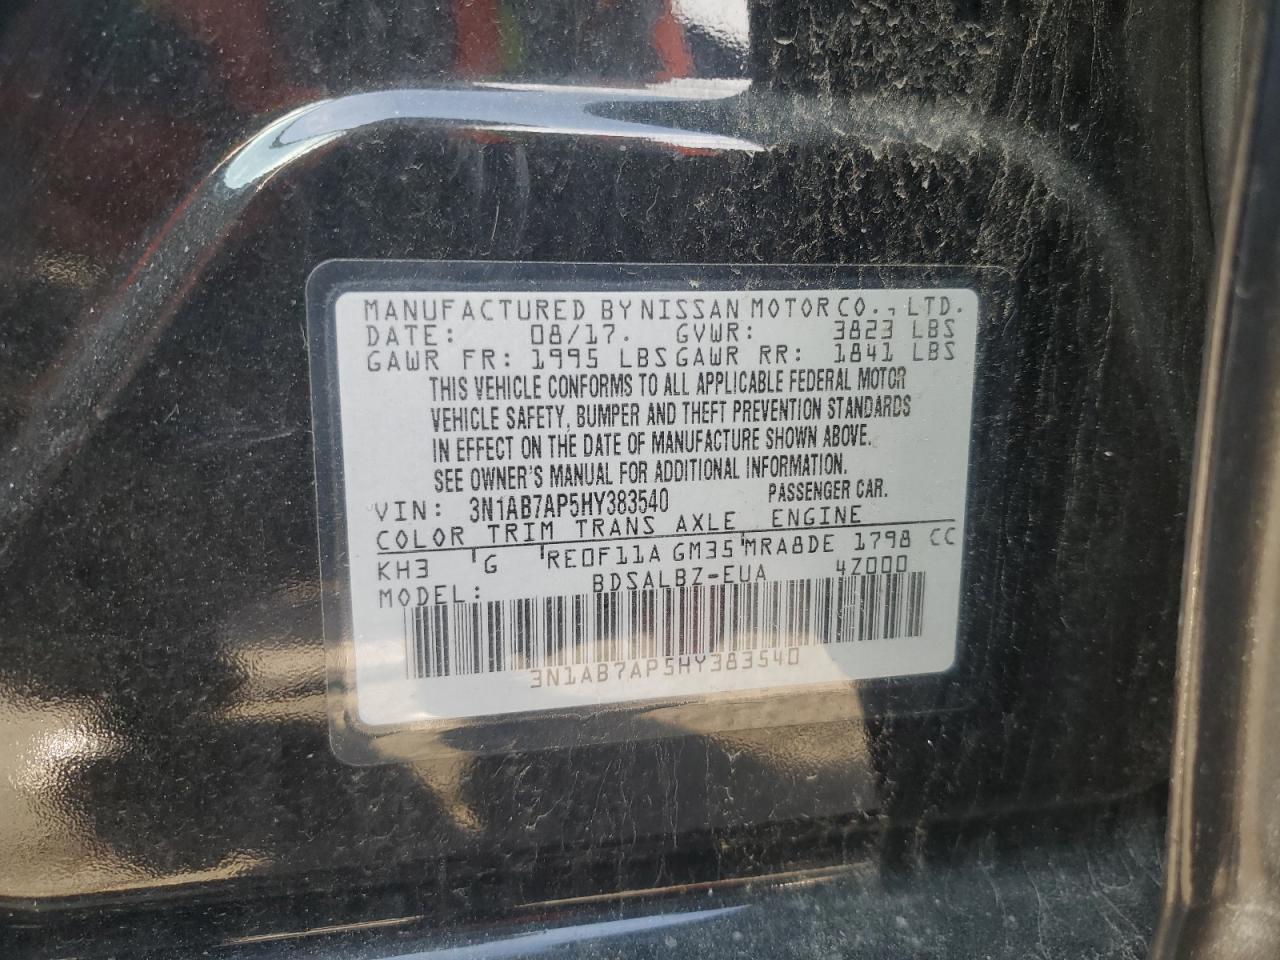 MANUFACTURED BY NISSAN MOTOR CO., LTD.
DATE: 08/17. GVWR: 3823 LBS
GAWR FR: 1995 LBS GAWR RR: 1841 LBS
THIS VEHICLE CONFORMS TO ALL APPLICABLE FEDERAL MOTOR
VEHICLE SAFETY, BUMPER AND THEFT PREVENTION STANDARDS
IN EFFECT ON THE DATE OF MANUFACTURE SHOWN ABOVE.
SEE OWNER'S MANUAL FOR ADDITIONAL INFORMATION.
VIN: 3N1AB7AP5HY383540 PASSENGER CAR.
COLOR TRIM TRANS AXLE ENGINE
KH3 G RE0F11A GM35 MRA8DE 1798 CC
MODEL: BDSALBZ-EUA 4Z000
3N1AB7AP5HY383540